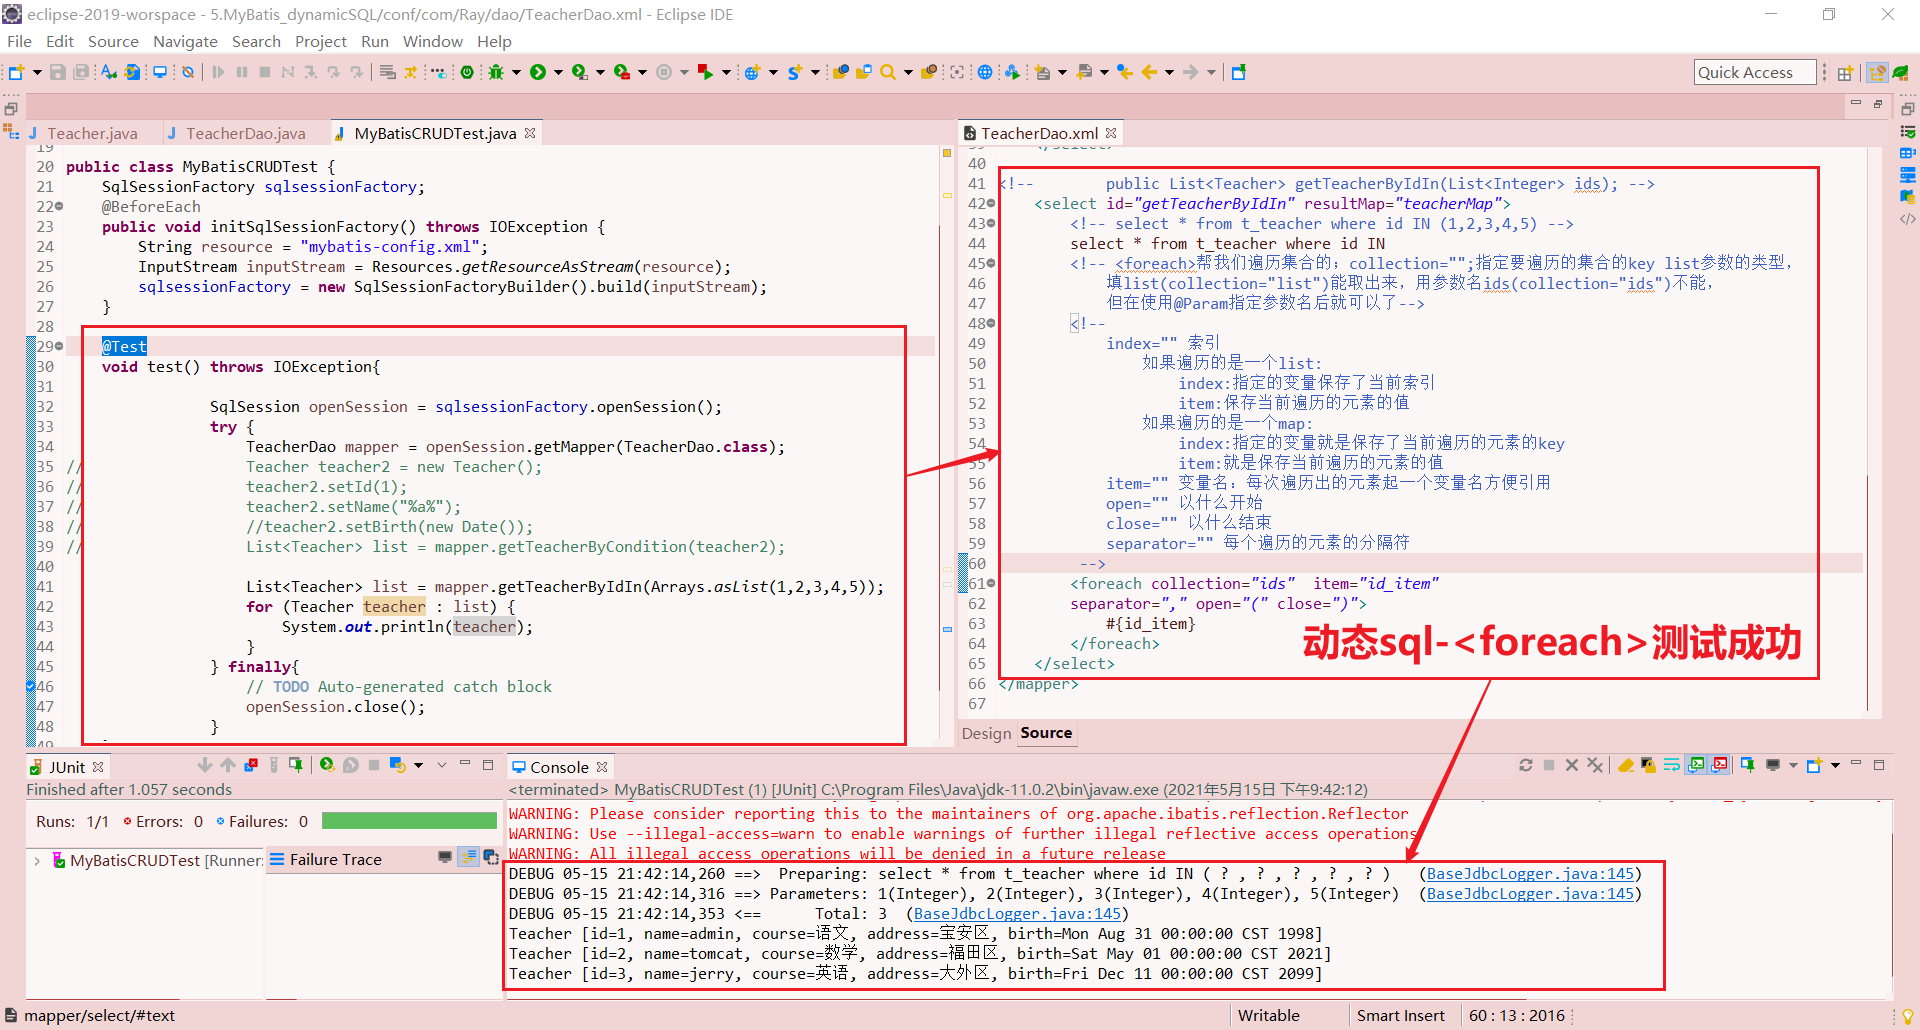 eclipse-2019-worspace - 5.MyBatis_dynamicSQL/conf/com/Ray/dao/TeacherDao.xml - Eclipse IDE
File Edit Source Navigate Search Project Run Window Help
Quick Access
Teacher.java TeacherDao.java MyBatisCRUDTest.java
19
20 public class MyBatisCRUDTest {
21 SqlSessionFactory sqlsessionFactory;
22 @BeforeEach
23 public void initSqlSessionFactory() throws IOException {
24 String resource = "mybatis-config.xml";
25 InputStream inputStream = Resources.getResourceAsStream(resource);
26 sqlsessionFactory = new SqlSessionFactoryBuilder().build(inputStream);
27 }
28
29 @Test
30 void test() throws IOException{
31
32 SqlSession openSession = sqlsessionFactory.openSession();
33 try {
34 TeacherDao mapper = openSession.getMapper(TeacherDao.class);
35 // Teacher teacher2 = new Teacher();
36 // teacher2.setId(1);
37 // teacher2.setName("%a%");
38 // //teacher2.setBirth(new Date());
39 // List<Teacher> list = mapper.getTeacherByCondition(teacher2);
40
41 List<Teacher> list = mapper.getTeacherByIdIn(Arrays.asList(1,2,3,4,5));
42 for (Teacher teacher : list) {
43 System.out.println(teacher);
44 }
45 } finally{
46 // TODO Auto-generated catch block
47 openSession.close();
48 }
49
TeacherDao.xml
39 </select>
40
41 <!-- public List<Teacher> getTeacherByIdIn(List<Integer> ids); -->
42 <select id="getTeacherByIdIn" resultMap="teacherMap">
43 <!-- select * from t_teacher where id IN (1,2,3,4,5) -->
44 select * from t_teacher where id IN
45 <!-- <foreach>帮我们遍历集合的；collection="";指定要遍历的集合的key list参数的类型，
46 填list(collection="list")能取出来，用参数名ids(collection="ids")不能，
47 但在使用@Param指定参数名后就可以了-->
48 <!--
49 index="" 索引
50 如果遍历的是一个list:
51 index:指定的变量保存了当前索引
52 item:保存当前遍历的元素的值
53 如果遍历的是一个map:
54 index:指定的变量就是保存了当前遍历的元素的key
55 item:就是保存当前遍历的元素的值
56 item="" 变量名：每次遍历出的元素起一个变量名方便引用
57 open="" 以什么开始
58 close="" 以什么结束
59 separator="" 每个遍历的元素的分隔符
60 -->
61 <foreach collection="ids" item="id_item"
62 separator="," open="(" close=")">
63 #{id_item}
64 </foreach>
65 </select>
66 </mapper>
67
动态sql-<foreach>测试成功
Design Source
JUnit
Finished after 1.057 seconds
Runs: 1/1 Errors: 0 Failures: 0
MyBatisCRUDTest [Runner:
Failure Trace
Console
<terminated> MyBatisCRUDTest (1) [JUnit] C:\Program Files\Java\jdk-11.0.2\bin\javaw.exe (2021年5月15日 下午9:42:12)
WARNING: Please consider reporting this to the maintainers of org.apache.ibatis.reflection.Reflector
WARNING: Use --illegal-access=warn to enable warnings of further illegal reflective access operations
WARNING: All illegal access operations will be denied in a future release
DEBUG 05-15 21:42:14,260 ==> Preparing: select * from t_teacher where id IN ( ? , ? , ? , ? , ? ) (BaseJdbcLogger.java:145)
DEBUG 05-15 21:42:14,316 ==> Parameters: 1(Integer), 2(Integer), 3(Integer), 4(Integer), 5(Integer) (BaseJdbcLogger.java:145)
DEBUG 05-15 21:42:14,353 <== Total: 3 (BaseJdbcLogger.java:145)
Teacher [id=1, name=admin, course=语文, address=宝安区, birth=Mon Aug 31 00:00:00 CST 1998]
Teacher [id=2, name=tomcat, course=数学, address=福田区, birth=Sat May 01 00:00:00 CST 2021]
Teacher [id=3, name=jerry, course=英语, address=大外区, birth=Fri Dec 11 00:00:00 CST 2099]
mapper/select/#text
Writable Smart Insert 60 : 13 : 2016